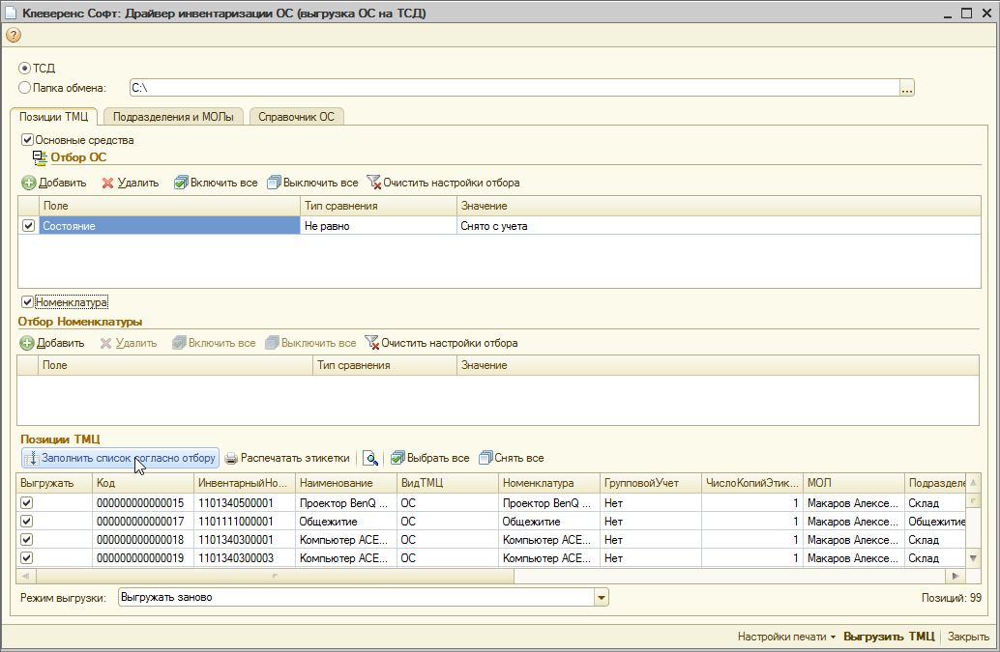 Клеверенс Софт: Драйвер инвентаризации ОС (выгрузка ОС на ТСД)
?
ТСД
Папка обмена: C:\ ...
Позиции ТМЦ Подразделения и МОЛы Справочник ОС
Основные средства
Отбор ОС
Добавить Удалить Включить все Выключить все Очистить настройки отбора
Поле Тип сравнения Значение
Состояние Не равно Снято с учета
Номенклатура
Отбор Номенклатуры
Добавить Удалить Включить все Выключить все Очистить настройки отбора
Поле Тип сравнения Значение
Позиции ТМЦ
Заполнить список согласно отбору Распечатать этикетки Выбрать все Снять все
Выгружать Код ИнвентарныйНо... Наименование ВидТМЦ Номенклатура ГрупповойУчет ЧислоКопийЭтик... МОЛ Подразделе
000000000000015 1101340500001 Проектор BenQ ... ОС Проектор BenQ ... Нет 1 Макаров Алексе... Склад
000000000000017 1101111000001 Общежитие ОС Общежитие Нет 1 Макаров Алексе... Общежитие
000000000000018 1101340300001 Компьютер ACE... ОС Компьютер ACE... Нет 1 Макаров Алексе... Склад
000000000000019 1101340300003 Компьютер ACE... ОС Компьютер ACE... Нет 1 Макаров Алексе... Склад
Режим выгрузки: Выгружать заново Позиций: 99
Настройки печати Выгрузить ТМЦ Закрыть